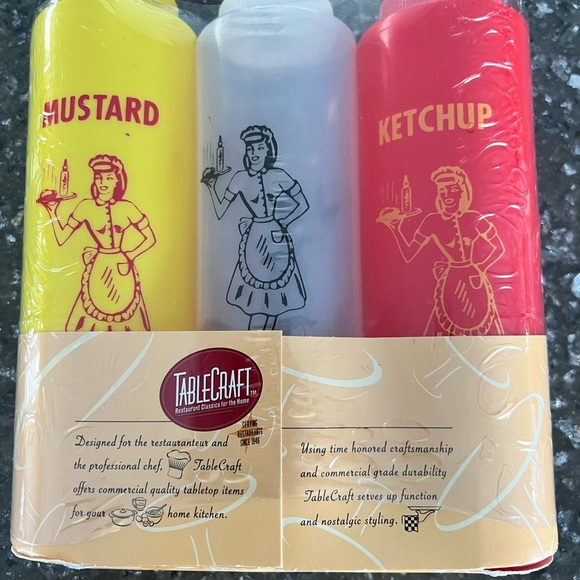 MUSTARD
KETCHUP
TABLECRAFT™
Restaurant Classics for the Home
SERVING
RESTAURANTS
SINCE 1946
Designed for the restauranteur and
the professional chef, TableCraft
offers commercial quality tabletop items
for your home kitchen.
Using time honored craftsmanship
and commercial grade durability
TableCraft serves up function
and nostalgic styling.